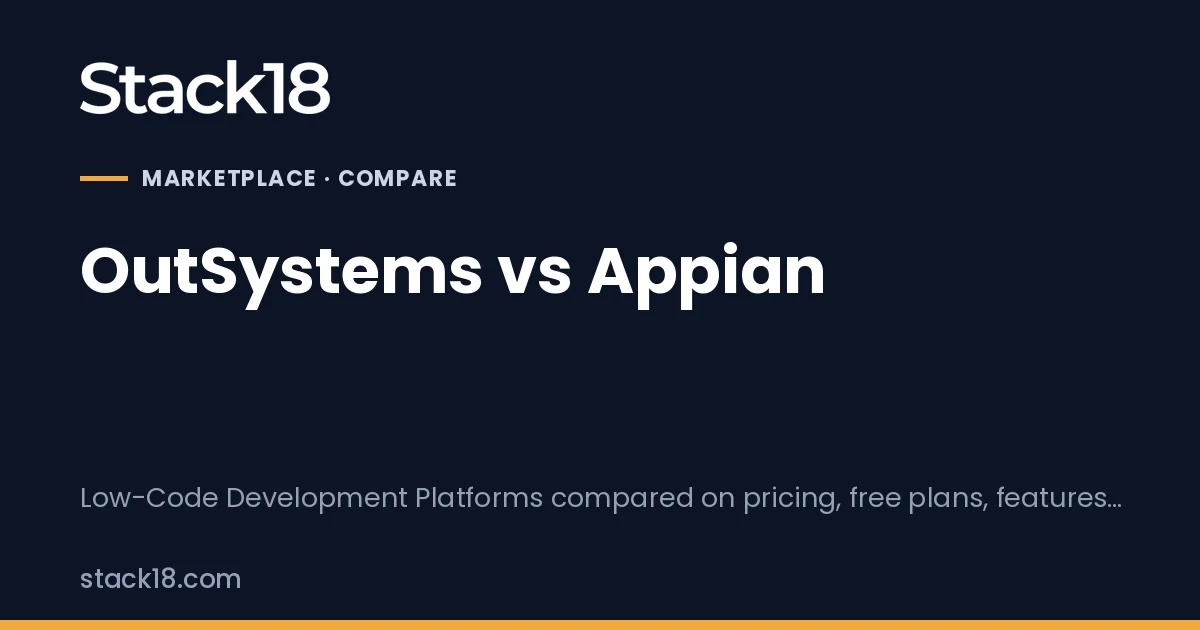 Stack18
MARKETPLACE · COMPARE
OutSystems vs Appian
Low-Code Development Platforms compared on pricing, free plans, features...
stack18.com